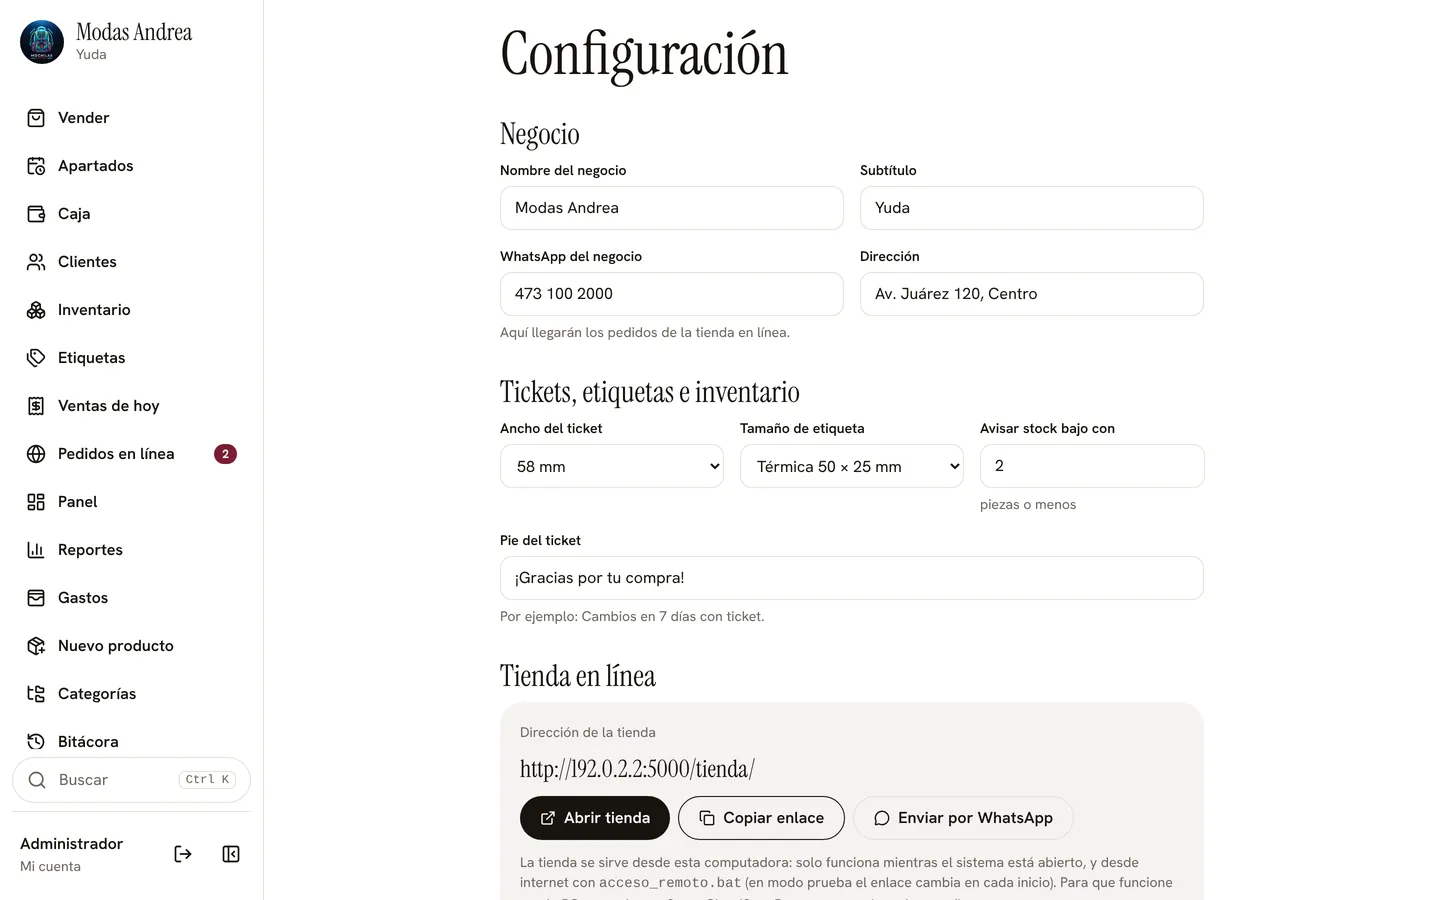 Modas Andrea
Yuda
Vender
Apartados
Caja
Clientes
Inventario
Etiquetas
Ventas de hoy
Pedidos en línea 2
Panel
Reportes
Gastos
Nuevo producto
Categorías
Bitácora
Buscar Ctrl K
Administrador
Mi cuenta
Configuración
Negocio
Nombre del negocio Subtítulo
Modas Andrea Yuda
WhatsApp del negocio Dirección
473 100 2000 Av. Juárez 120, Centro
Aquí llegarán los pedidos de la tienda en línea.
Tickets, etiquetas e inventario
Ancho del ticket Tamaño de etiqueta Avisar stock bajo con
58 mm Térmica 50 × 25 mm 2
piezas o menos
Pie del ticket
¡Gracias por tu compra!
Por ejemplo: Cambios en 7 días con ticket.
Tienda en línea
Dirección de la tienda
http://192.0.2.2:5000/tienda/
Abrir tienda Copiar enlace Enviar por WhatsApp
La tienda se sirve desde esta computadora: solo funciona mientras el sistema está abierto, y desde
internet con acceso_remoto.bat (en modo prueba el enlace cambia en cada inicio). Para que funcione